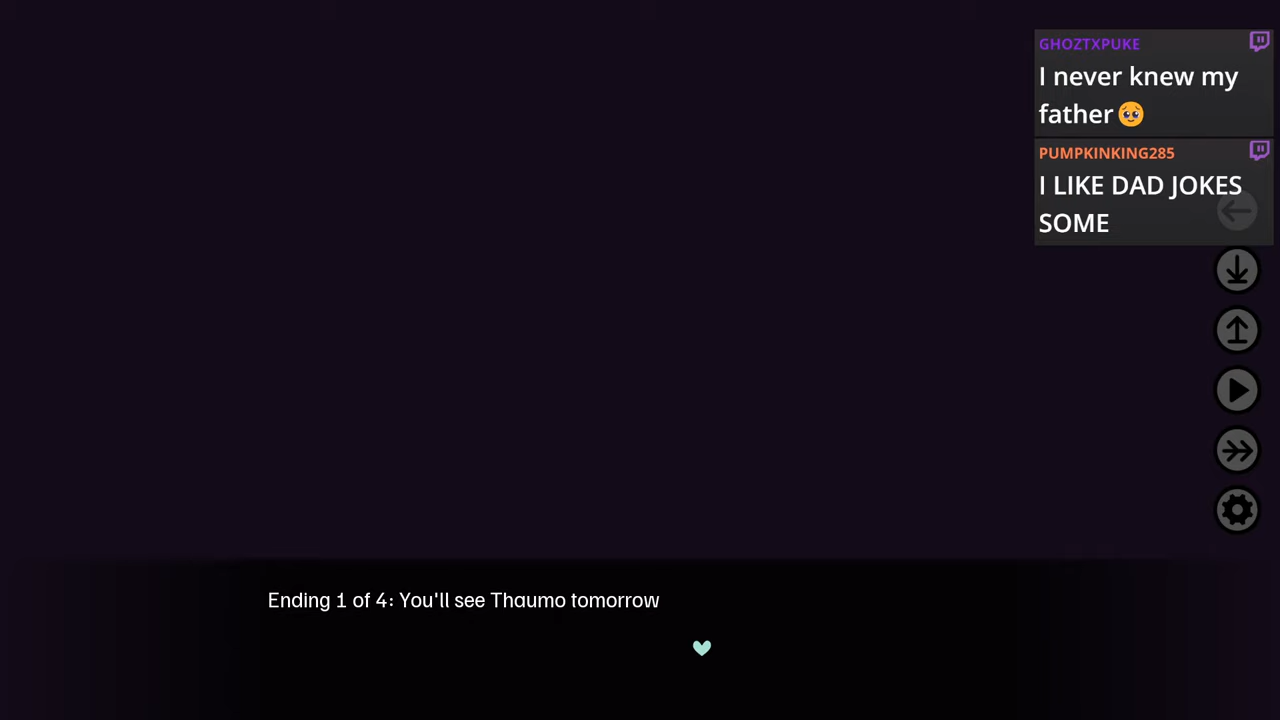 GHOZTXPUKE
I never knew my
father🥺
PUMPKINKING285
I LIKE DAD JOKES
SOME
Ending 1 of 4: You'll see Thaumo tomorrow